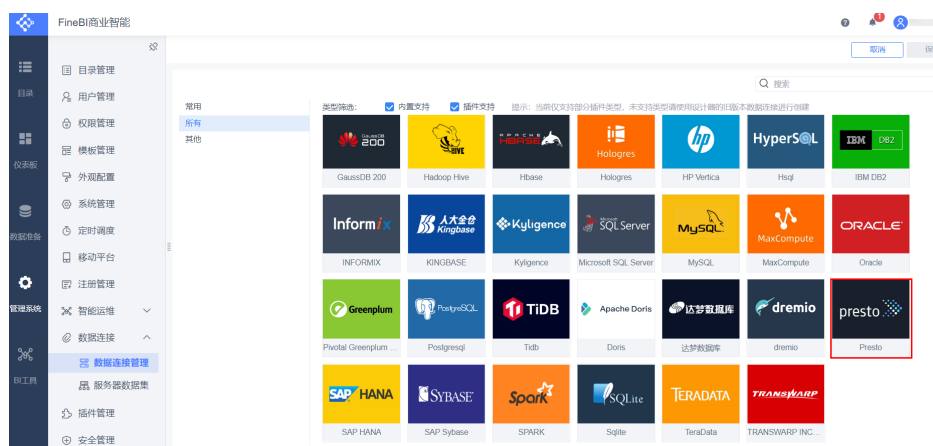 FineBI商业智能
1
取消
保
搜索
目录
仪表板
数据准备
管理系统
BI工具
目录管理
用户管理
权限管理
模板管理
外观配置
系统管理
定时调度
移动平台
注册管理
智能运维
数据连接
数据连接管理
服务器数据集
插件管理
安全管理
常用
所有
其他
类型筛选: 内置支持 插件支持 提示：当前仅支持部分插件类型，未支持类型请使用设计器的旧版本数据连接进行创建
GaussDB 200 HIVE APACHE HBASE Hologres hp HyperSQL IBM DB2
GaussDB 200 Hadoop Hive Hbase Hologres HP Vertica Hsql IBM DB2
Informix 人大金仓 Kingbase Kyligence Microsoft SQL Server MySQL MaxCompute ORACLE
INFORMIX KINGBASE Kyligence Microsoft SQL Server MySQL MaxCompute Oracle
Greenplum PostgreSQL TiDB Apache Doris 达梦数据库 dremio presto
Pivotal Greenplum ... Postgresql Tidb Doris 达梦数据库 dremio Presto
SAP HANA SYBASE Spark SQLite TERADATA TRANSWARP
SAP HANA SAP Sybase SPARK Sqlite TeraData TRANSWARP INC...